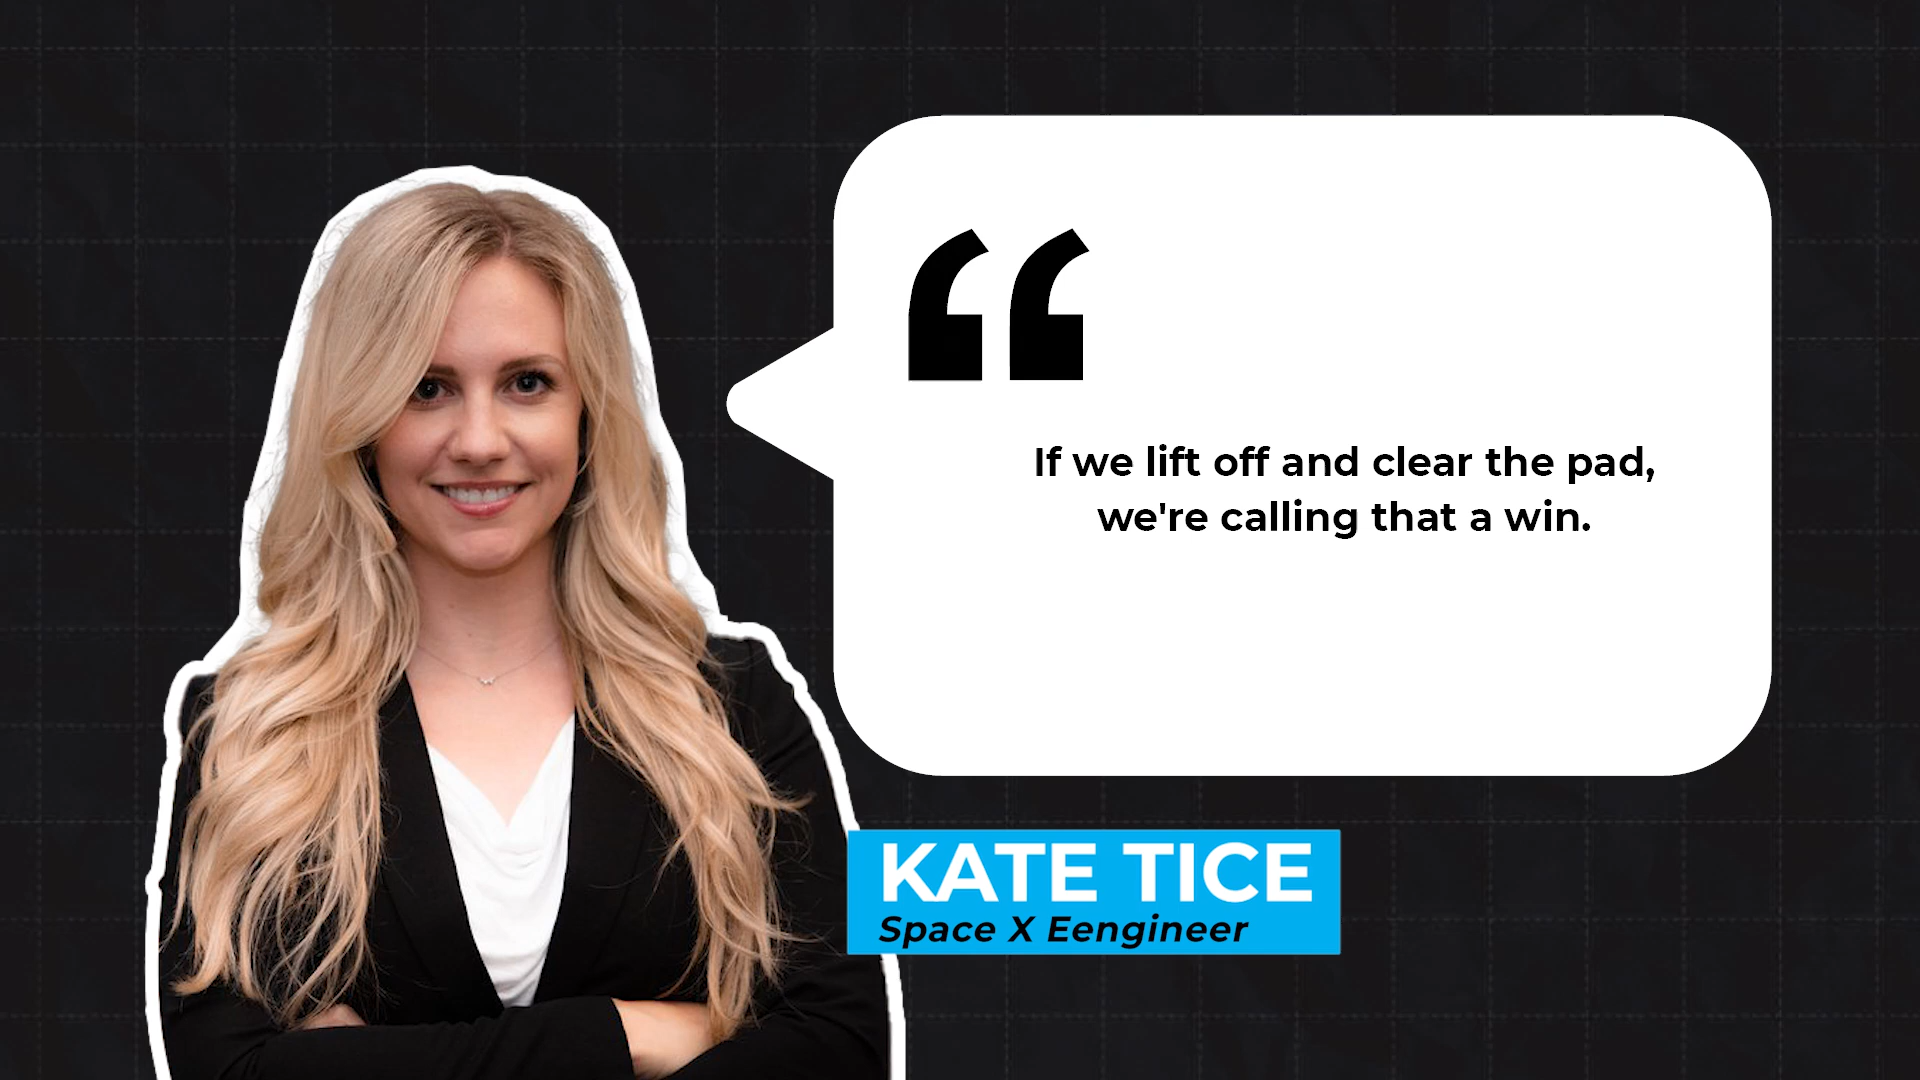 “
If we lift off and clear the pad,
we're calling that a win.
KATE TICE
Space X Eengineer